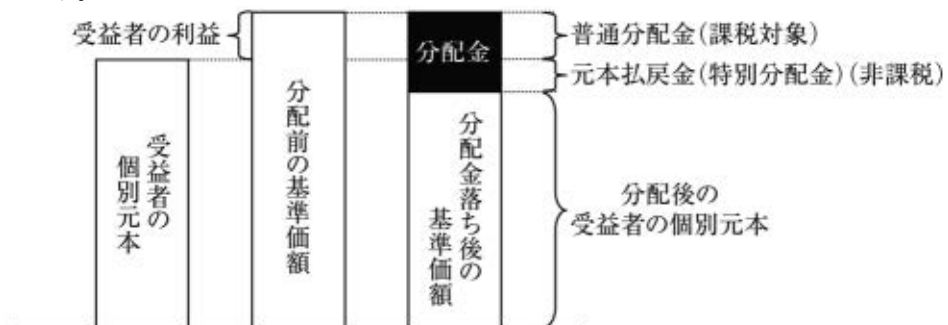 受益者の利益
分配金
普通分配金(課税対象)
元本払戻金(特別分配金)(非課税)
受益者の
個別元本
分配前の基準価額
分配金落ち後の
基準価額
分配後の
受益者の個別元本